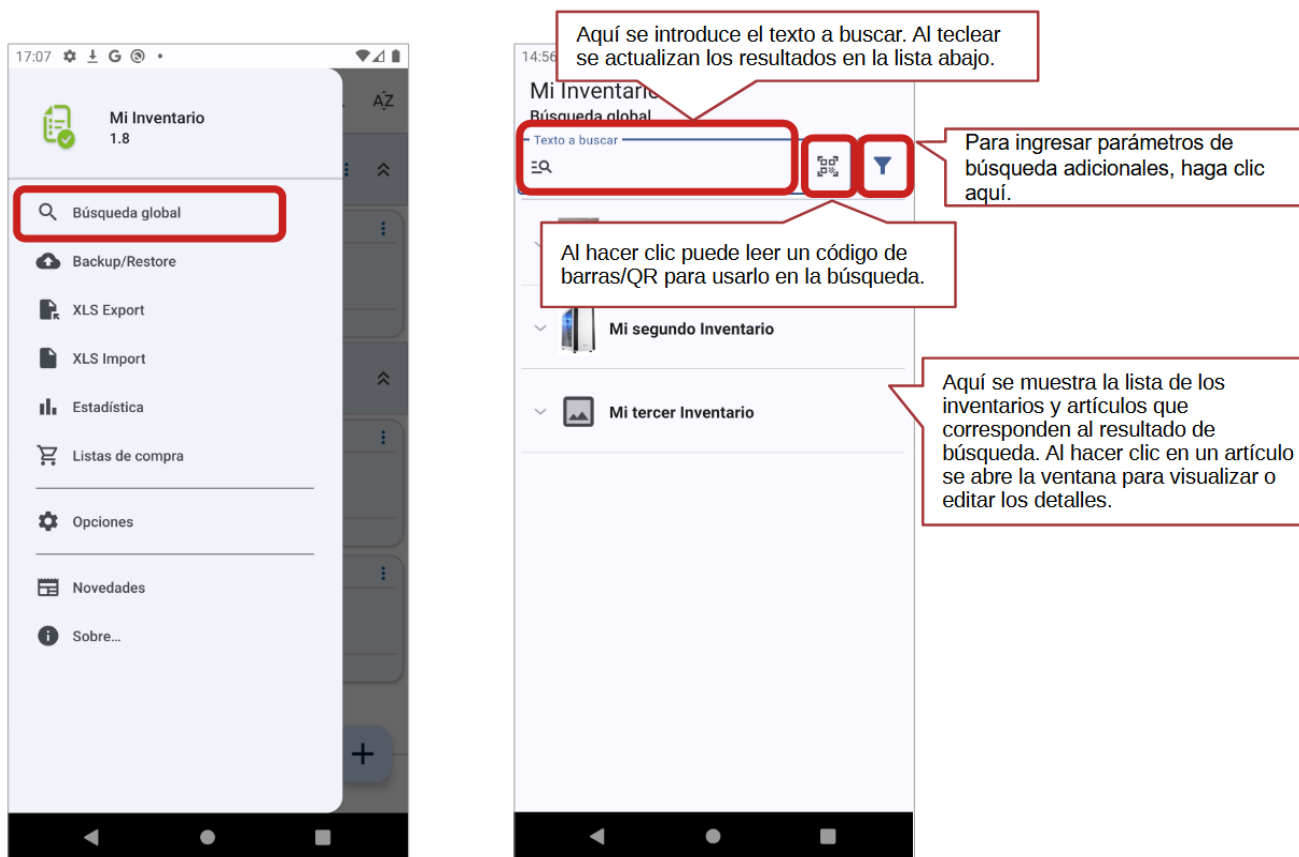 17:07
Mi Inventario
1.8
AZ
Búsqueda global
Backup/Restore
XLS Export
XLS Import
Estadística
Listas de compra
Opciones
Novedades
Sobre...
Aquí se introduce el texto a buscar. Al teclear
se actualizan los resultados en la lista abajo.
14:56
Mi Inventario
Búsqueda global
Texto a buscar
Para ingresar parámetros de
búsqueda adicionales, haga clic
aquí.
Al hacer clic puede leer un código de
barras/QR para usarlo en la búsqueda.
Mi segundo Inventario
Mi tercer Inventario
Aquí se muestra la lista de los
inventarios y artículos que
corresponden al resultado de
búsqueda. Al hacer clic en un artículo
se abre la ventana para visualizar o
editar los detalles.